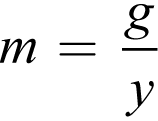 m = g/y